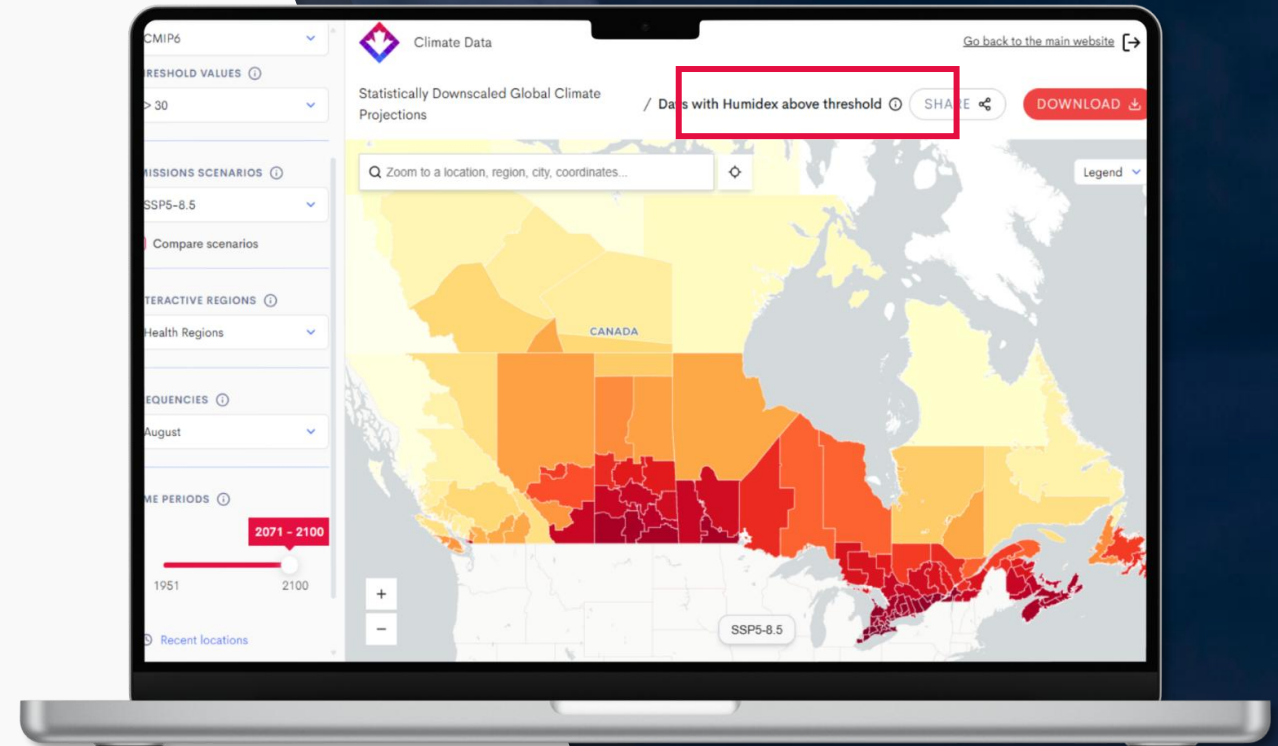 CMIP6
RESHOLD VALUES
> 30
MISSIONS SCENARIOS
SSP5-8.5
Compare scenarios
TERACTIVE REGIONS
Health Regions
EQUENCIES
August
ME PERIODS
2071 - 2100
1951 2100
Recent locations
Climate Data
Go back to the main website
Statistically Downscaled Global Climate
Projections
/ Days with Humidex above threshold
SHARE
DOWNLOAD
Zoom to a location, region, city, coordinates...
Legend
CANADA
+
−
SSP5-8.5